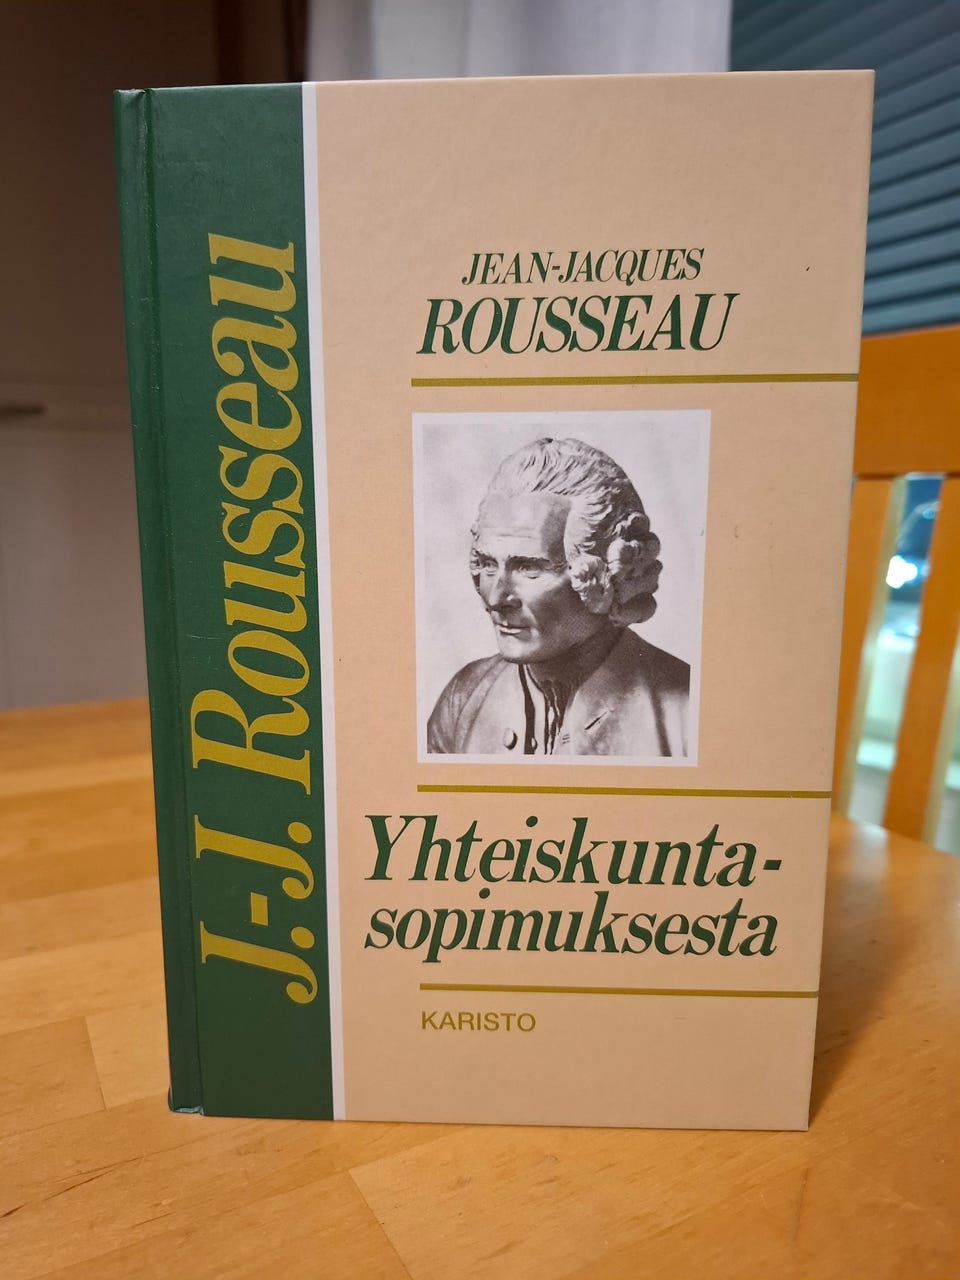 J.-J. Rousseau
JEAN-JACQUES
ROUSSEAU
Yhteiskunta-
sopimuksesta
KARISTO